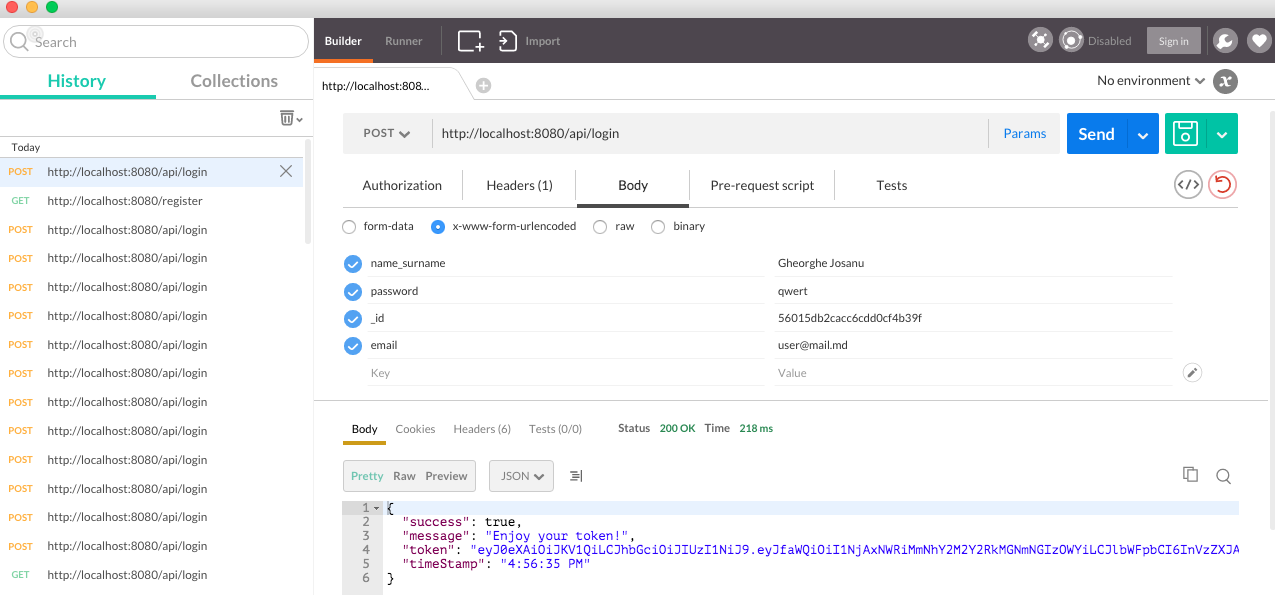 Search
History Collections
Today
POST http://localhost:8080/api/login
GET http://localhost:8080/register
POST http://localhost:8080/api/login
POST http://localhost:8080/api/login
POST http://localhost:8080/api/login
POST http://localhost:8080/api/login
POST http://localhost:8080/api/login
POST http://localhost:8080/api/login
POST http://localhost:8080/api/login
POST http://localhost:8080/api/login
POST http://localhost:8080/api/login
POST http://localhost:8080/api/login
POST http://localhost:8080/api/login
POST http://localhost:8080/api/login
GET http://localhost:8080/api/login
Builder Runner Import Disabled Sign in
http://localhost:808... No environment x
POST http://localhost:8080/api/login Params Send
Authorization Headers (1) Body Pre-request script Tests </>
form-data x-www-form-urlencoded raw binary
name_surname Gheorghe Josanu
password qwert
_id 56015db2cacc6cdd0cf4b39f
email user@mail.md
Key Value
Body Cookies Headers (6) Tests (0/0) Status 200 OK Time 218 ms
Pretty Raw Preview JSON
1 {
2 "success": true,
3 "message": "Enjoy your token!",
4 "token": "eyJ0eXAiOiJKV1QiLCJhbGciOiJIUzI1NiJ9.eyJfaWQiOiI1NjAxNWRiMmNhY2M2Y2RkMGNmNGIzOWYiLCJlbWFpbCI6InVzZXJA
5 "timeStamp": "4:56:35 PM"
6 }